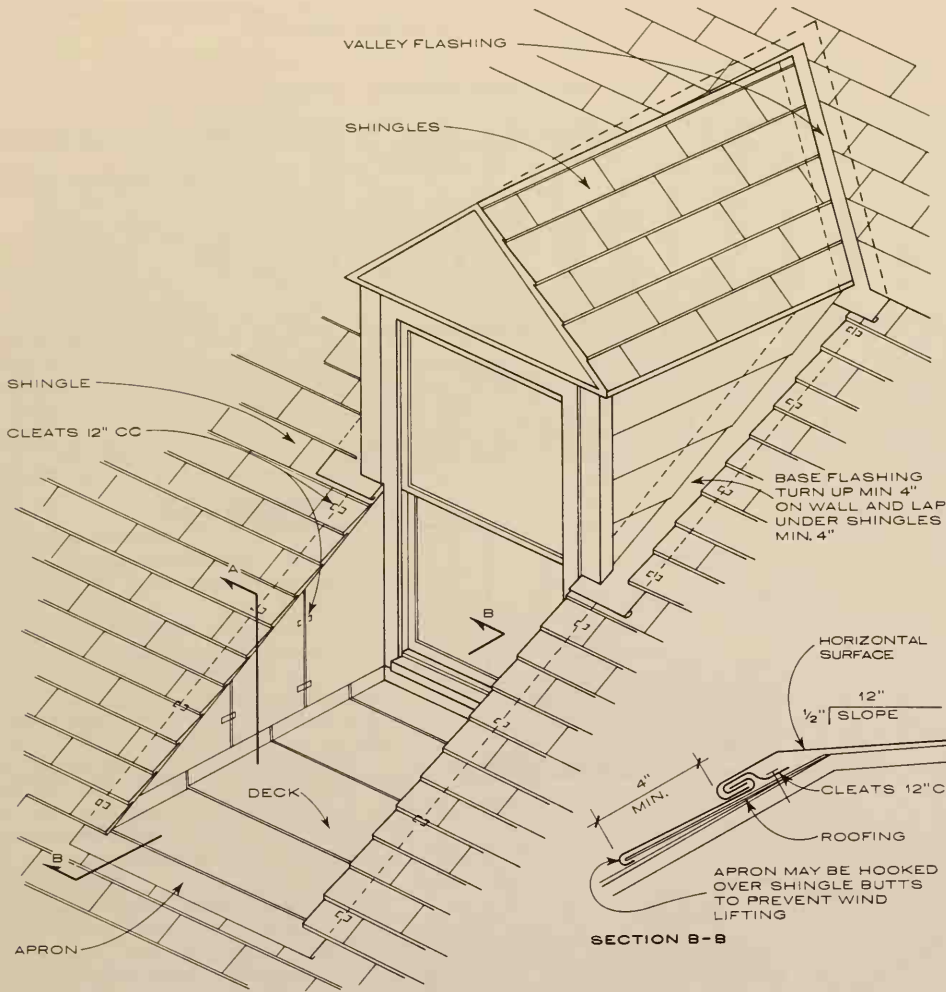 VALLEY FLASHING
SHINGLES
SHINGLE
CLEATS 12" CC
BASE FLASHING
TURN UP MIN 4"
ON WALL AND LAP
UNDER SHINGLES
MIN. 4"
A
B
HORIZONTAL
SURFACE
12"
½" SLOPE
4"
MIN.
CLEATS 12" C
DECK
ROOFING
B
APRON MAY BE HOOKED
OVER SHINGLE BUTTS
TO PREVENT WIND
LIFTING
APRON
SECTION B-B